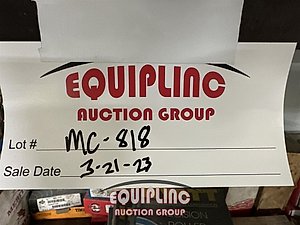 EQUIPLINC
AUCTION GROUP
Lot # MC-818
Sale Date 3-21-23
EQUIPLINC
AUCTION GROUP